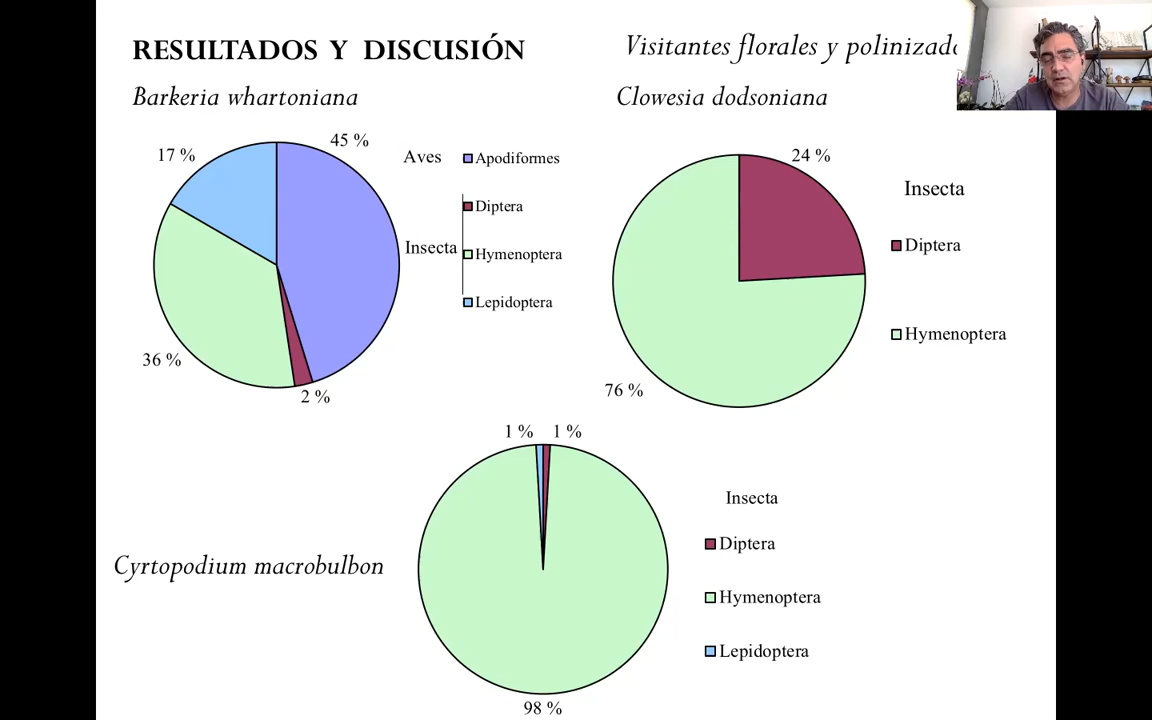 RESULTADOS Y DISCUSIÓN
Visitantes florales y
Barkeria whartoniana
Clowesia dodsoniana
45 %
17 %
36 %
2 %
Aves
Apodiformes
Diptera
Insecta
Hymenoptera
Lepidoptera
24 %
76 %
Insecta
Diptera
Hymenoptera
Cyrtopodium macrobulbon
1 %
1 %
98 %
Insecta
Diptera
Hymenoptera
Lepidoptera